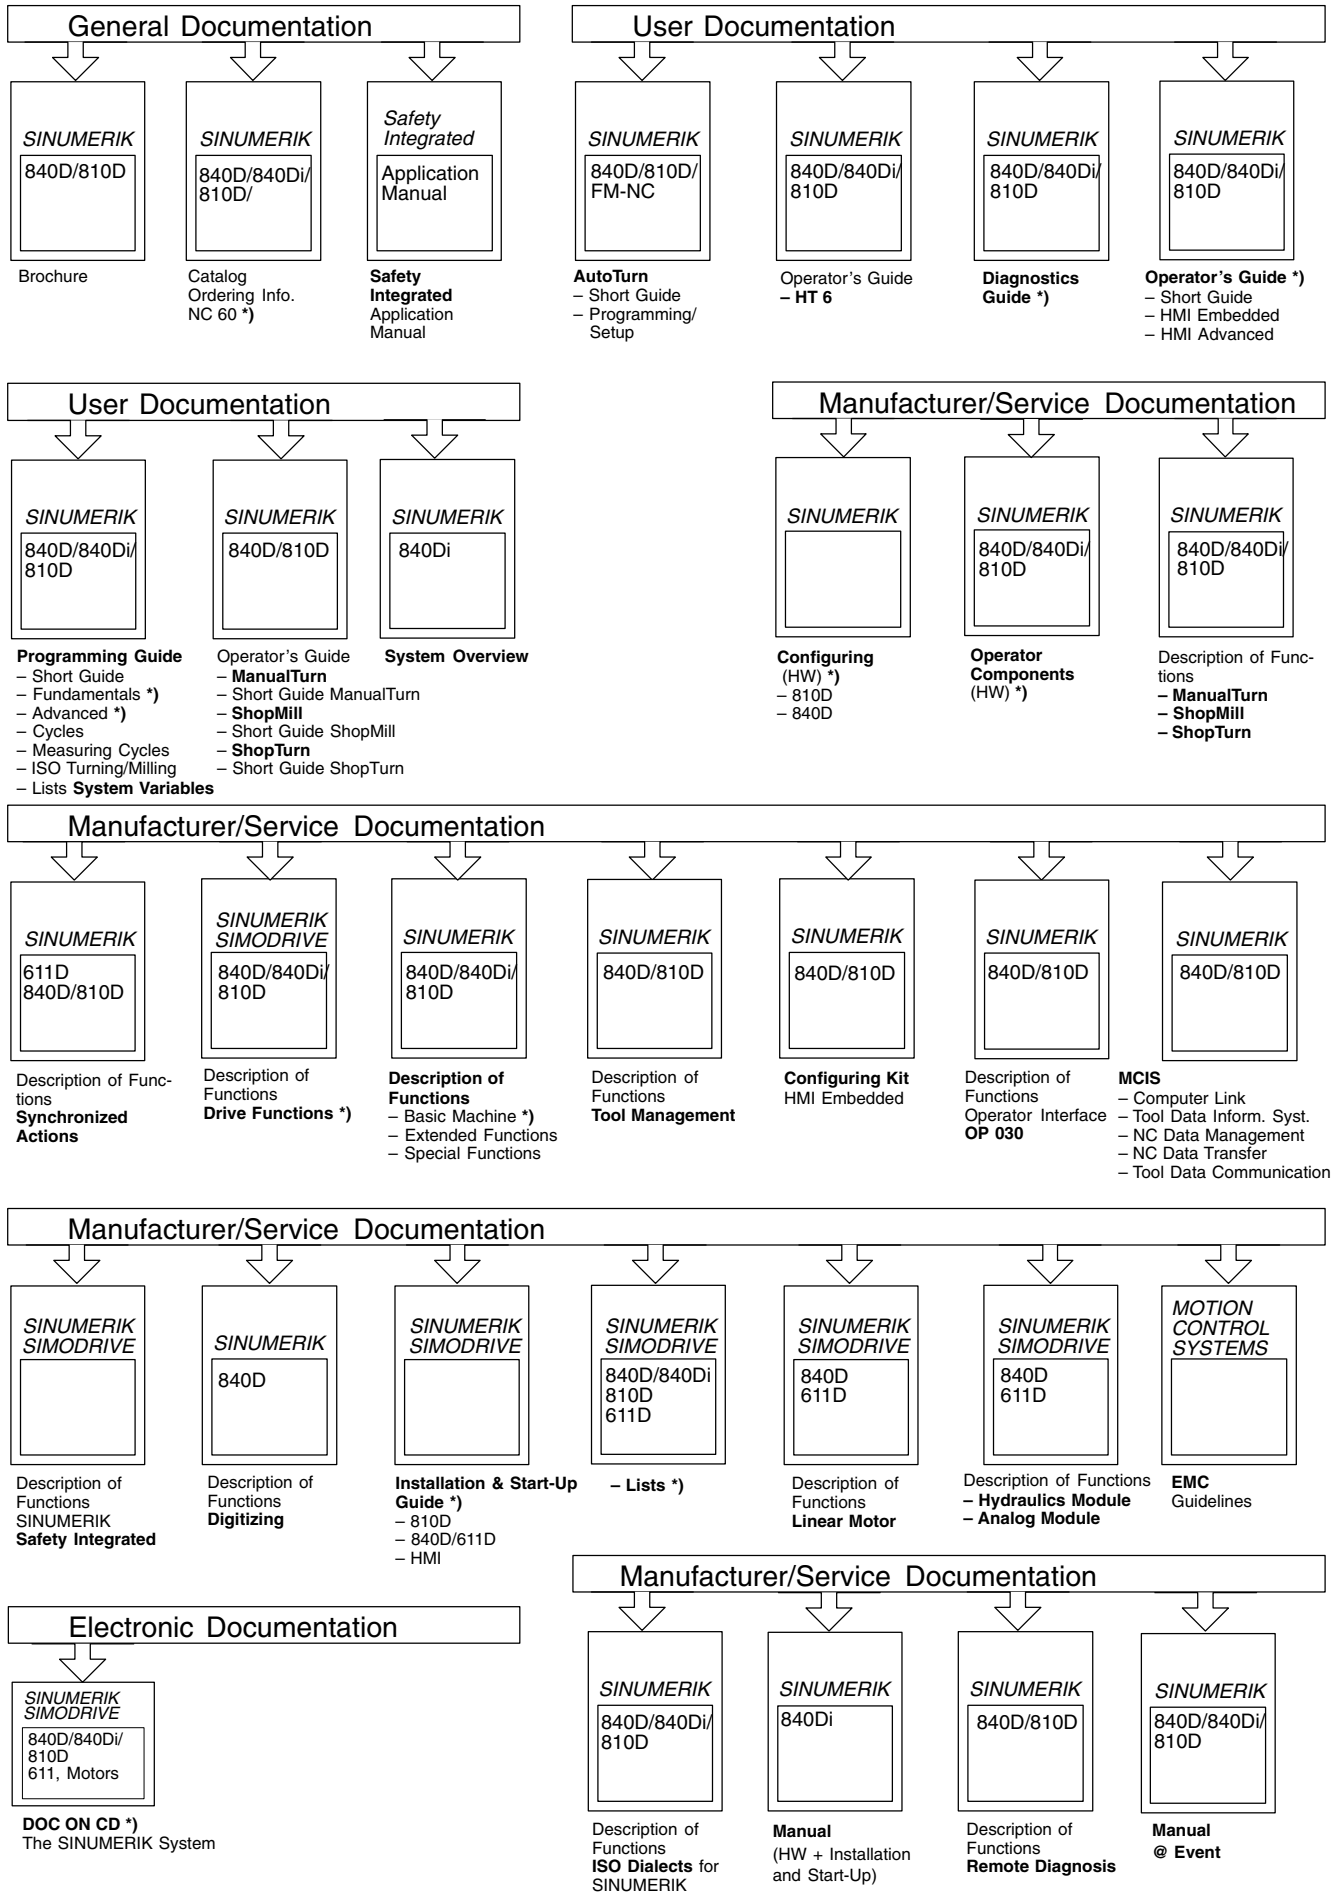 General Documentation
SINUMERIK
840D/810D
Brochure
SINUMERIK
840D/840Di/
810D/
Catalog
Ordering Info.
NC 60 *)
Safety
Integrated
Application
Manual
Safety
Integrated
Application
Manual
User Documentation
SINUMERIK
840D/810D/
FM-NC
AutoTurn
– Short Guide
– Programming/
Setup
SINUMERIK
840D/840Di/
810D
Operator's Guide
– HT 6
SINUMERIK
840D/840Di/
810D
Diagnostics
Guide *)
SINUMERIK
840D/840Di/
810D
Operator's Guide *)
– Short Guide
– HMI Embedded
– HMI Advanced
User Documentation
SINUMERIK
840D/840Di/
810D
Programming Guide
– Short Guide
– Fundamentals *)
– Advanced *)
– Cycles
– Measuring Cycles
– ISO Turning/Milling
– Lists System Variables
SINUMERIK
840D/810D
Operator's Guide
– ManualTurn
– Short Guide ManualTurn
– ShopMill
– Short Guide ShopMill
– ShopTurn
– Short Guide ShopTurn
SINUMERIK
840Di
System Overview
Manufacturer/Service Documentation
SINUMERIK
Configuring
(HW) *)
– 810D
– 840D
SINUMERIK
840D/840Di/
810D
Operator
Components
(HW) *)
SINUMERIK
840D/840Di/
810D
Description of Func-
tions
– ManualTurn
– ShopMill
– ShopTurn
Manufacturer/Service Documentation
SINUMERIK
611D
840D/810D
Description of Func-
tions
Synchronized
Actions
SINUMERIK
SIMODRIVE
840D/840Di/
810D
Description of
Functions
Drive Functions *)
SINUMERIK
840D/840Di/
810D
Description of
Functions
– Basic Machine *)
– Extended Functions
– Special Functions
SINUMERIK
840D/810D
Description of
Functions
Tool Management
SINUMERIK
840D/810D
Configuring Kit
HMI Embedded
SINUMERIK
840D/810D
Description of
Functions
Operator Interface
OP 030
SINUMERIK
840D/810D
MCIS
– Computer Link
– Tool Data Inform. Syst.
– NC Data Management
– NC Data Transfer
– Tool Data Communication
Manufacturer/Service Documentation
SINUMERIK
SIMODRIVE
Description of
Functions
SINUMERIK
Safety Integrated
SINUMERIK
840D
Description of
Functions
Digitizing
SINUMERIK
SIMODRIVE
Installation & Start-Up
Guide *)
– 810D
– 840D/611D
– HMI
SINUMERIK
SIMODRIVE
840D/840Di
810D
611D
– Lists *)
SINUMERIK
SIMODRIVE
840D
611D
Description of
Functions
Linear Motor
SINUMERIK
SIMODRIVE
840D
611D
Description of Functions
– Hydraulics Module
– Analog Module
MOTION
CONTROL
SYSTEMS
EMC
Guidelines
Electronic Documentation
SINUMERIK
SIMODRIVE
840D/840Di/
810D
611, Motors
DOC ON CD *)
The SINUMERIK System
Manufacturer/Service Documentation
SINUMERIK
840D/840Di/
810D
Description of
Functions
ISO Dialects for
SINUMERIK
SINUMERIK
840Di
Manual
(HW + Installation
and Start-Up)
SINUMERIK
840D/810D
Description of
Functions
Remote Diagnosis
SINUMERIK
840D/840Di/
810D
Manual
@ Event